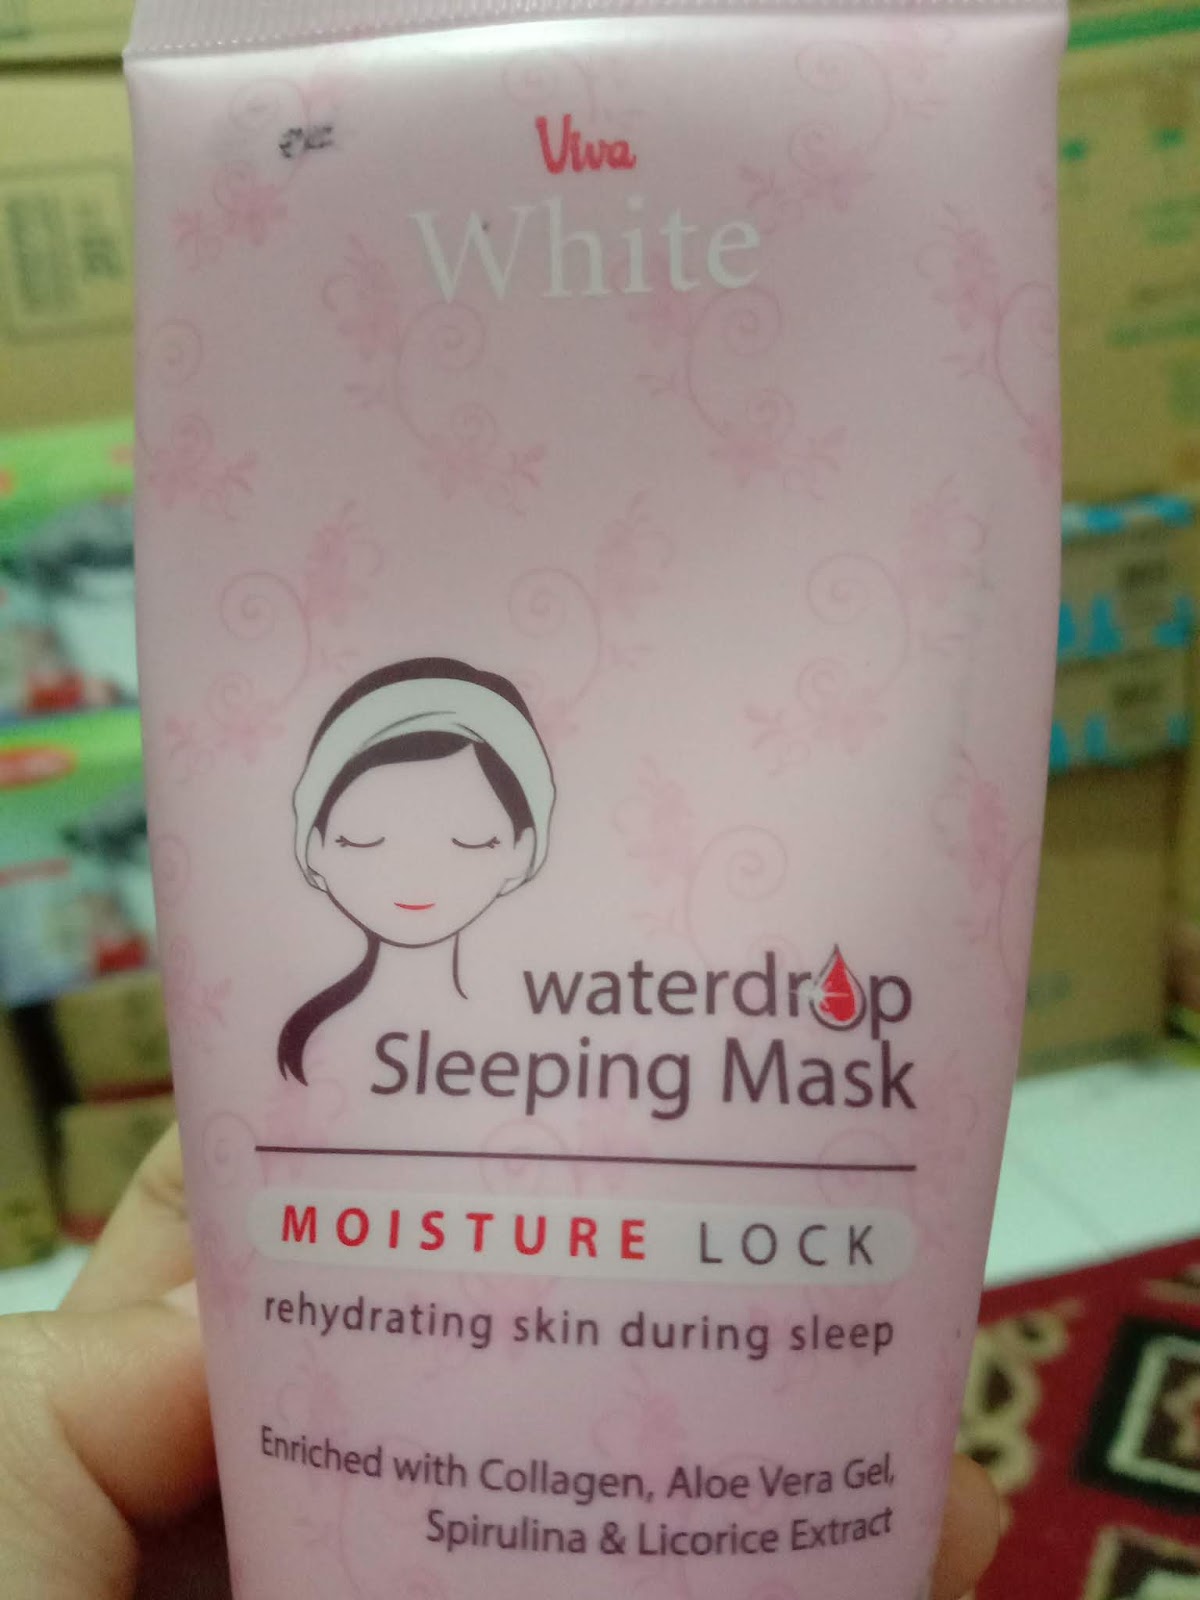 Viva
White
waterdrop
Sleeping Mask
MOISTURE LOCK
rehydrating skin during sleep
Enriched with Collagen, Aloe Vera Gel,
Spirulina & Licorice Extract